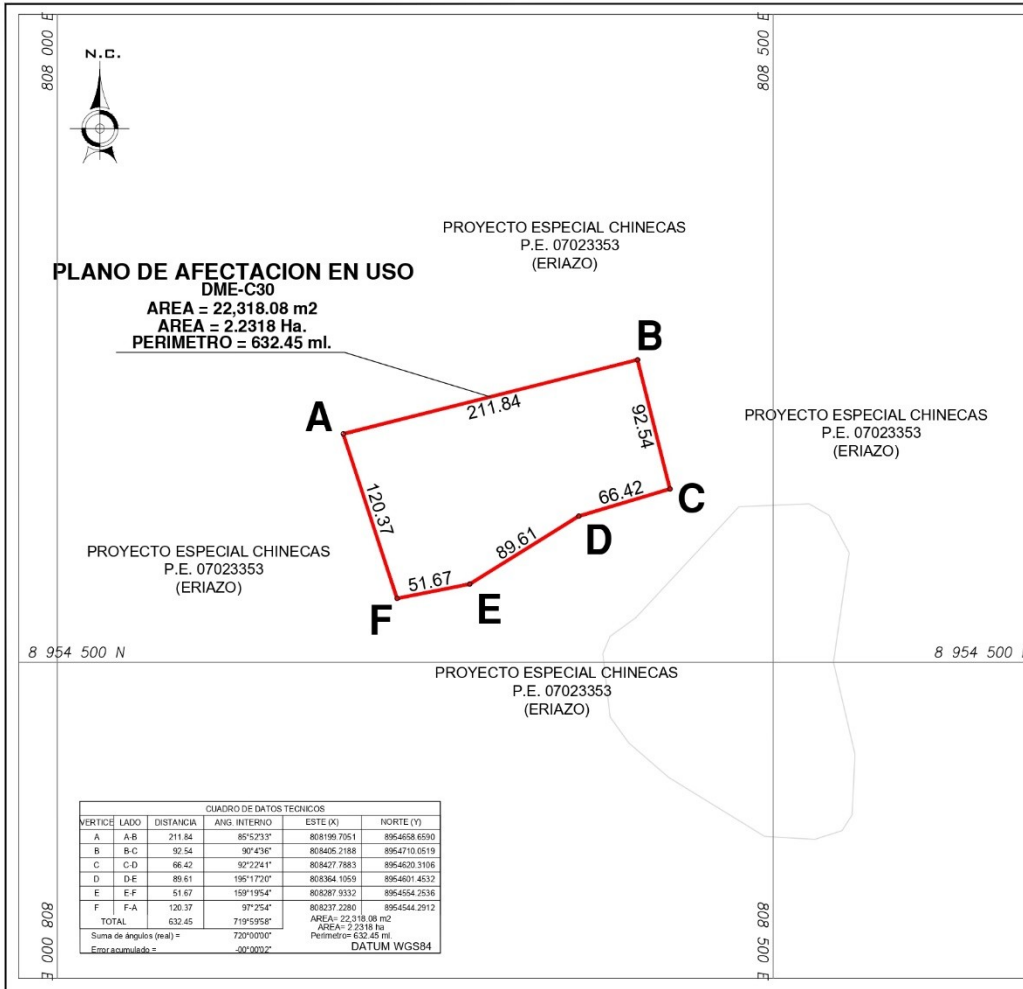 808 000 E
808 500 E
N.C.
PROYECTO ESPECIAL CHINECAS
P.E. 07023353
(ERIAZO)
PLANO DE AFECTACION EN USO
DME-C30
AREA = 22,318.08 m2
AREA = 2.2318 Ha.
PERIMETRO = 632.45 ml.
B
A
211.84
92.54
PROYECTO ESPECIAL CHINECAS
P.E. 07023353
(ERIAZO)
120.37
66.42
C
D
89.61
PROYECTO ESPECIAL CHINECAS
P.E. 07023353
(ERIAZO)
51.67
F
E
8 954 500 N
8 954 500 N
PROYECTO ESPECIAL CHINECAS
P.E. 07023353
(ERIAZO)
CUADRO DE DATOS TECNICOS
VERTICE LADO DISTANCIA ANG. INTERNO ESTE (X) NORTE (Y)
A A-B 211.84 85°52'33" 808199.7051 8954658.6590
B B-C 92.54 90°4'36" 808405.2188 8954710.0519
C C-D 66.42 92°22'41" 808427.7883 8954620.3106
D D-E 89.61 195°17'20" 808364.1059 8954601.4532
E E-F 51.67 159°19'54" 808287.9332 8954554.2536
F F-A 120.37 97°2'54" 808237.2280 8954544.2912
TOTAL 632.45 719°59'58"
AREA= 22,318.08 m2
AREA= 2.2318 ha
Perimetro= 632.45 ml.
Suma de ángulos (real) = 720°00'00"
Error acumulado = -00°00'02"
DATUM WGS84
808 000 E
808 500 E